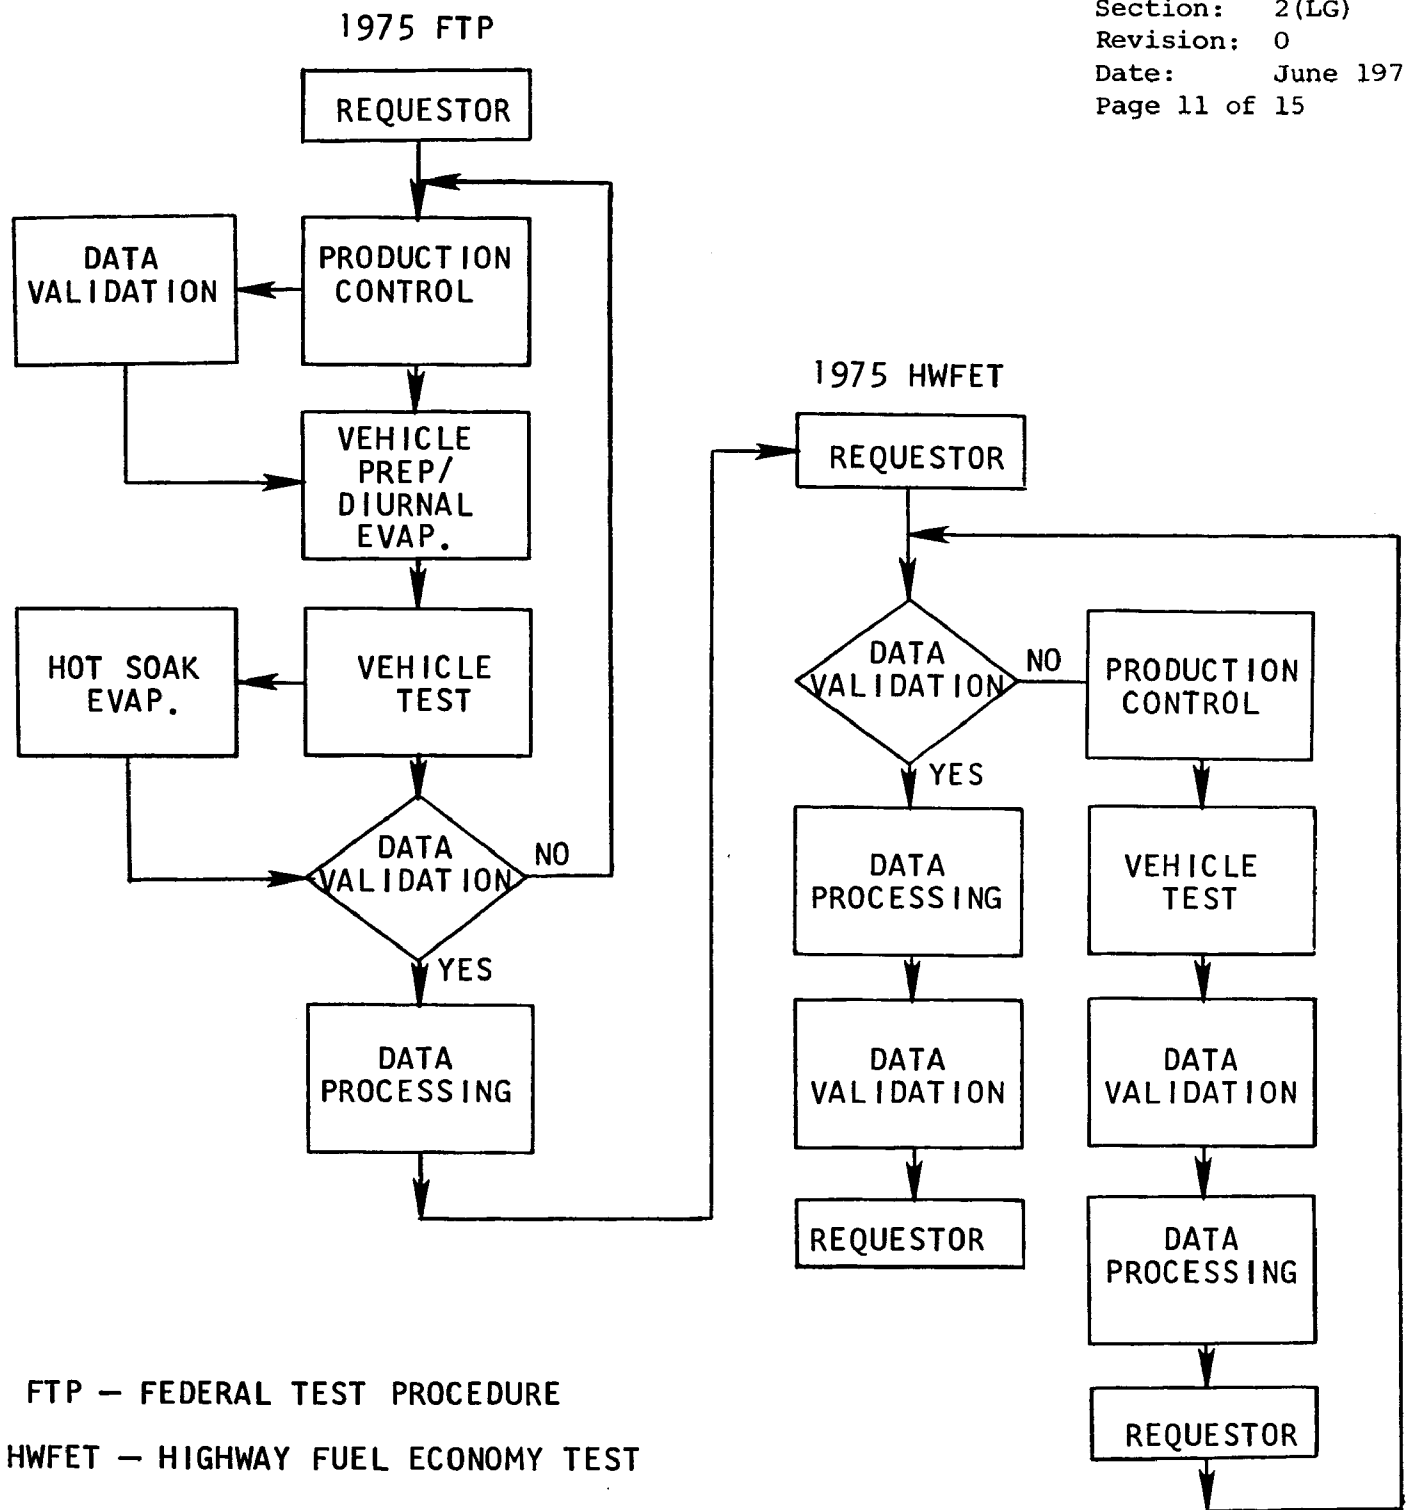 Section: 2(LG)
Revision: 0
Date: June 197
Page 11 of 15
1975 FTP
REQUESTOR
PRODUCTION
CONTROL
DATA
VALIDATION
VEHICLE
PREP/
DIURNAL
EVAP.
VEHICLE
TEST
HOT SOAK
EVAP.
DATA
VALIDATION
NO
YES
DATA
PROCESSING
1975 HWFET
REQUESTOR
DATA
VALIDATION
NO
YES
DATA
PROCESSING
DATA
VALIDATION
REQUESTOR
PRODUCTION
CONTROL
VEHICLE
TEST
DATA
VALIDATION
DATA
PROCESSING
REQUESTOR
FTP — FEDERAL TEST PROCEDURE
HWFET — HIGHWAY FUEL ECONOMY TEST